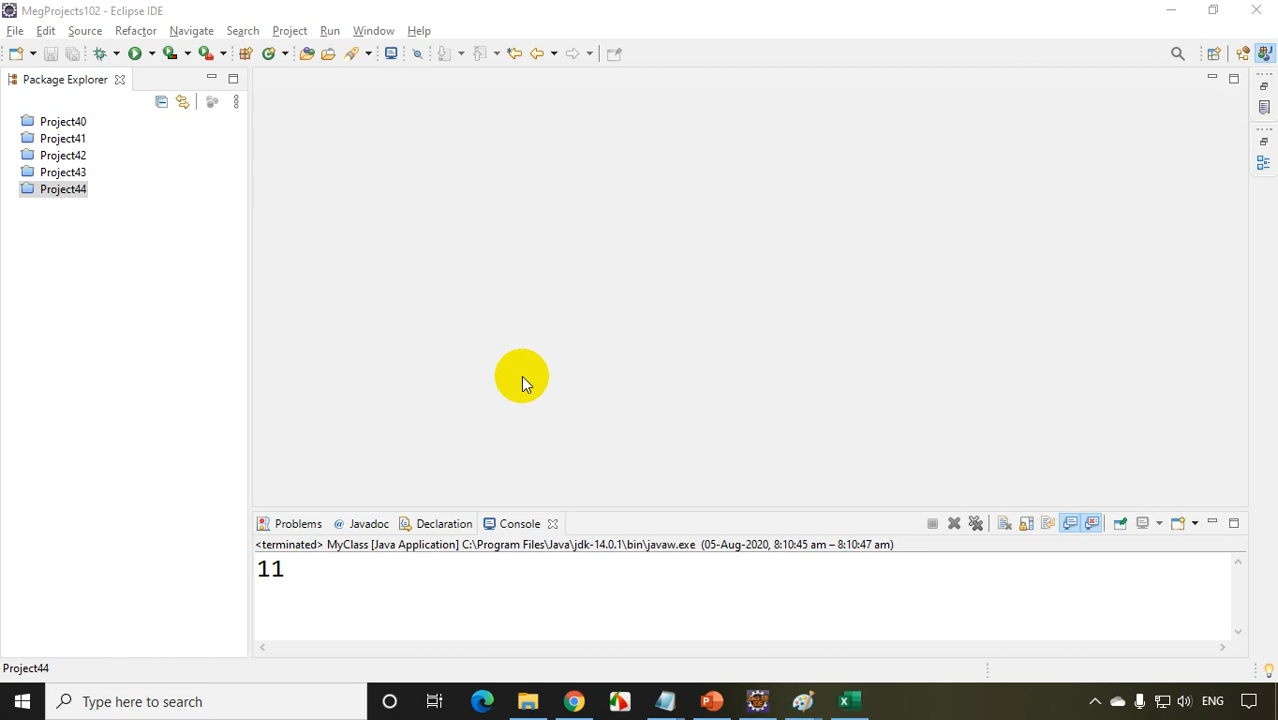 MegProjects102 - Eclipse IDE
File Edit Source Refactor Navigate Search Project Run Window Help
Package Explorer
Project40
Project41
Project42
Project43
Project44
Problems @ Javadoc Declaration Console
<terminated> MyClass [Java Application] C:\Program Files\Java\jdk-14.0.1\bin\javaw.exe (05-Aug-2020, 8:10:45 am – 8:10:47 am)
11
Project44
Type here to search
ENG